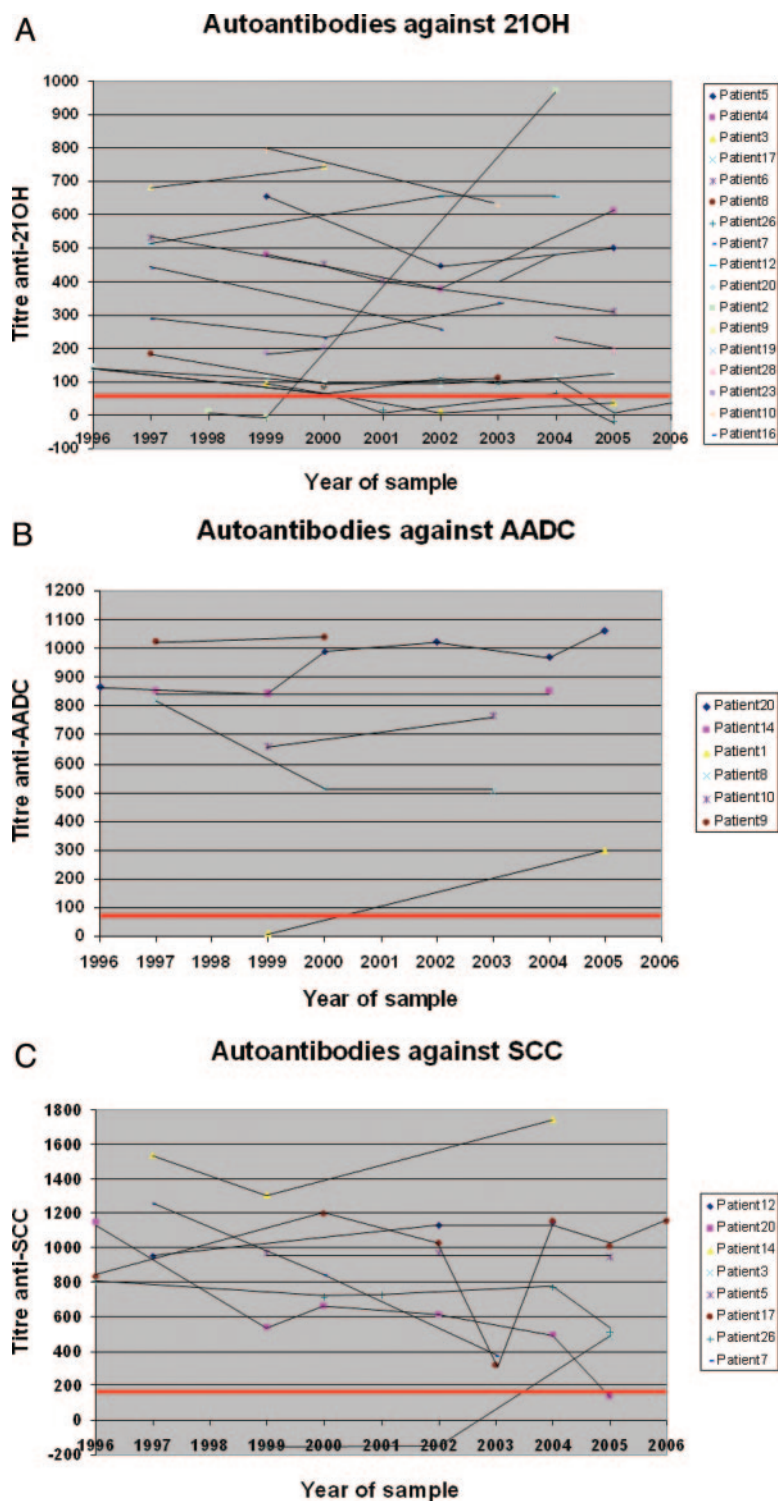 A
Autoantibodies against 21OH
Titre anti-21OH
1000
900
800
700
600
500
400
300
200
100
0
-100
1996 1997 1998 1999 2000 2001 2002 2003 2004 2005 2006
Year of sample
Patient5
Patient4
Patient3
Patient17
Patient6
Patient8
Patient26
Patient7
Patient12
Patient20
Patient2
Patient9
Patient19
Patient28
Patient23
Patient10
Patient16
B
Autoantibodies against AADC
Titre anti-AADC
1200
1100
1000
900
800
700
600
500
400
300
200
100
0
1996 1997 1998 1999 2000 2001 2002 2003 2004 2005 2006
Year of sample
Patient20
Patient14
Patient1
Patient8
Patient10
Patient9
C
Autoantibodies against SCC
Titre anti-SCC
1800
1600
1400
1200
1000
800
600
400
200
0
-200
1996 1997 1998 1999 2000 2001 2002 2003 2004 2005 2006
Year of sample
Patient12
Patient20
Patient14
Patient3
Patient5
Patient17
Patient26
Patient7